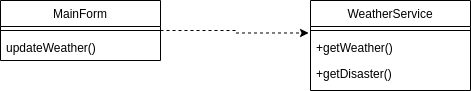 MainForm
updateWeather()
WeatherService
+getWeather()
+getDisaster()